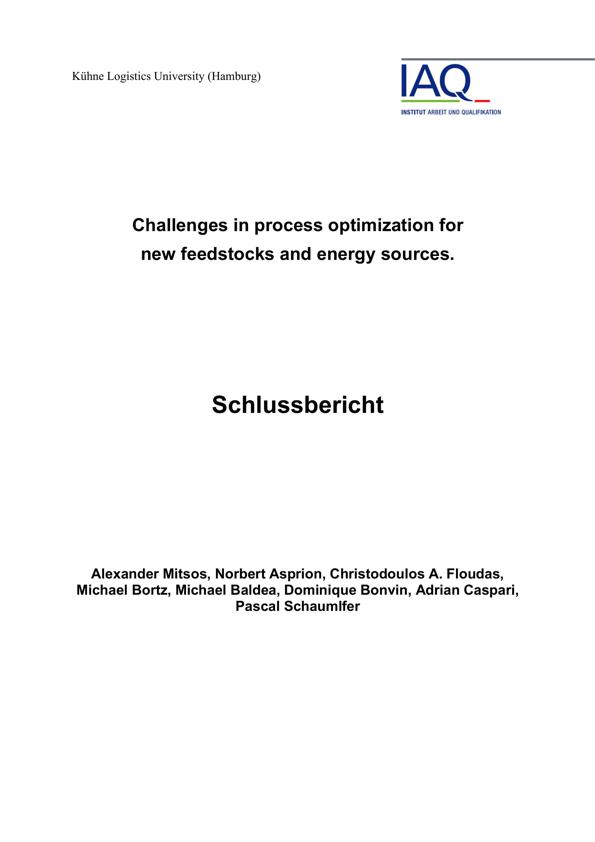 Kühne Logistics University (Hamburg)
IAQ
INSTITUT ARBEIT UND QUALIFIKATION
Challenges in process optimization for
new feedstocks and energy sources.
Schlussbericht
Alexander Mitsos, Norbert Asprion, Christodoulos A. Floudas,
Michael Bortz, Michael Baldea, Dominique Bonvin, Adrian Caspari,
Pascal Schaumlfer